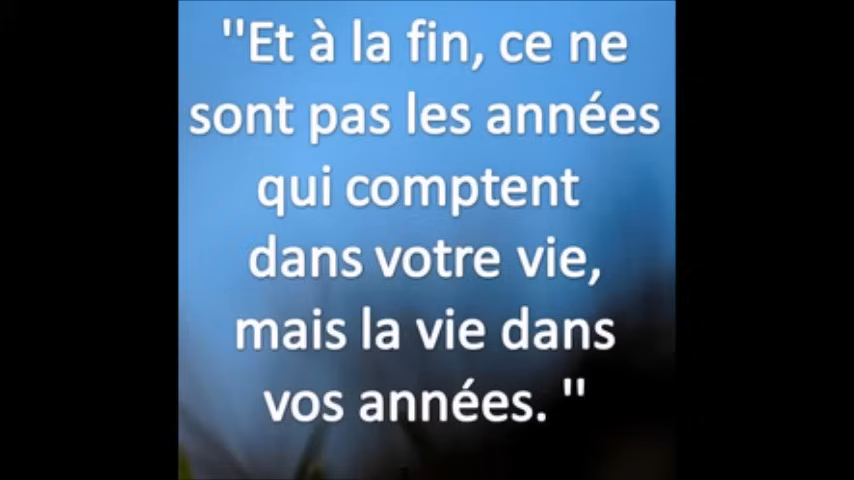 "Et à la fin, ce ne
sont pas les années
qui comptent
dans votre vie,
mais la vie dans
vos années. "